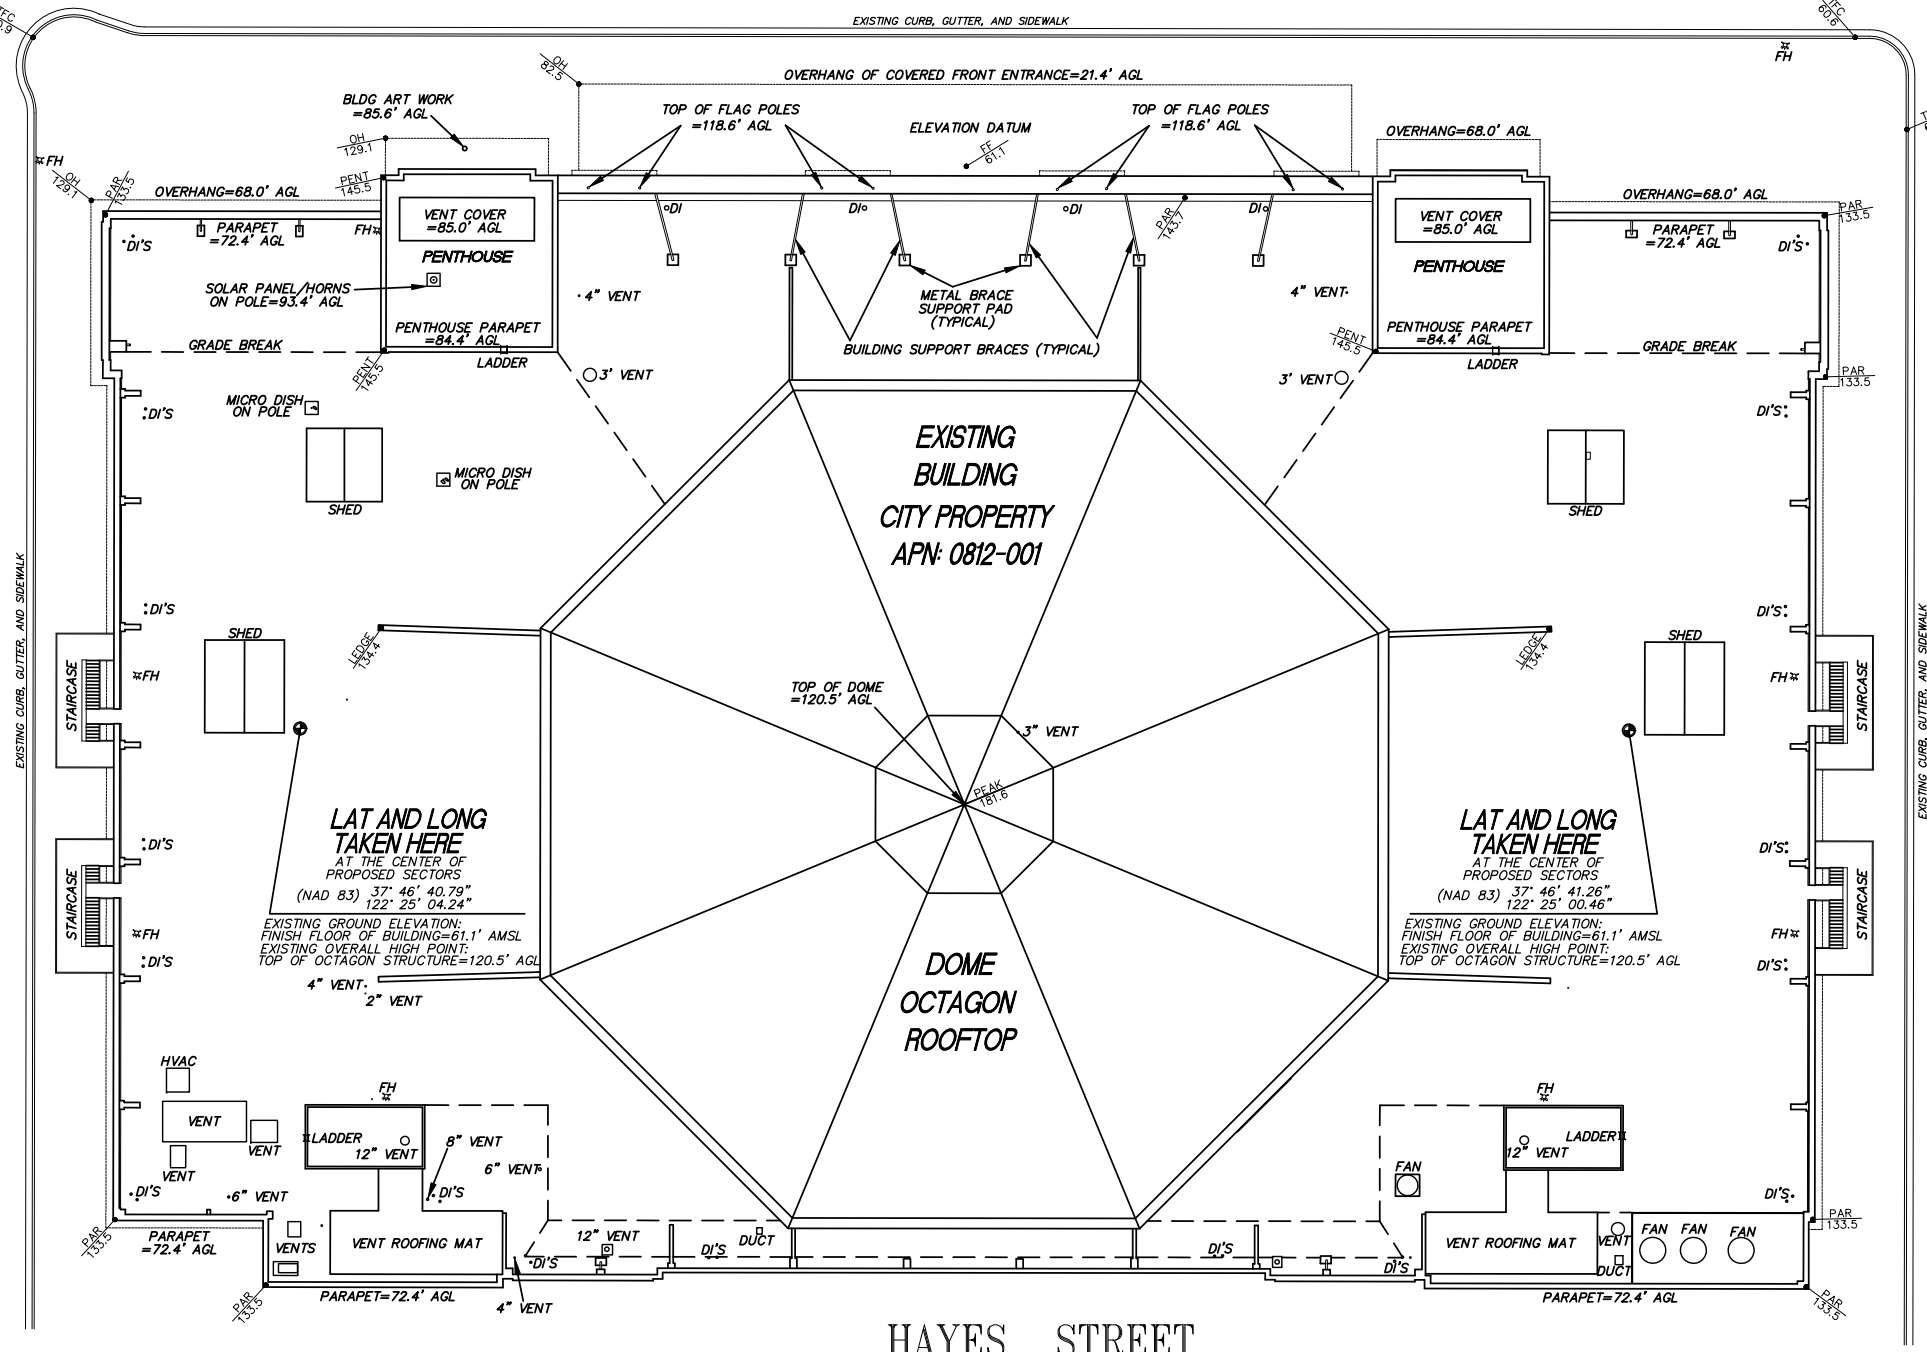 EXISTING CURB, GUTTER, AND SIDEWALK
TFC
60.6
FH
OH
82.5
OVERHANG OF COVERED FRONT ENTRANCE=21.4' AGL
BLDG ART WORK
=85.6' AGL
TOP OF FLAG POLES
=118.6' AGL
ELEVATION DATUM
FF
61.1
TOP OF FLAG POLES
=118.6' AGL
OVERHANG=68.0' AGL
OH
129.1
FH
OH
129.1
PAR
133.5
OVERHANG=68.0' AGL
PENT
145.5
OVERHANG=68.0' AGL
PAR
133.5
DI'S
PARAPET
=72.4' AGL
FH
VENT COVER
=85.0' AGL
PENTHOUSE
DI
DI
DI
PAR
143.7
DI
VENT COVER
=85.0' AGL
PENTHOUSE
PARAPET
=72.4' AGL
DI'S
SOLAR PANEL/HORNS
ON POLE=93.4' AGL
4" VENT
METAL BRACE
SUPPORT PAD
(TYPICAL)
4" VENT
PENTHOUSE PARAPET
=84.4' AGL
GRADE BREAK
LADDER
BUILDING SUPPORT BRACES (TYPICAL)
PENT
145.5
PENTHOUSE PARAPET
=84.4' AGL
LADDER
GRADE BREAK
PENT
145.5
3' VENT
3' VENT
PAR
133.5
MICRO DISH
ON POLE
DI'S
DI'S
SHED
MICRO DISH
ON POLE
EXISTING
BUILDING
CITY PROPERTY
APN: 0812-001
SHED
EXISTING CURB, GUTTER, AND SIDEWALK
DI'S
SHED
LEDGE
134.4
LEDGE
134.4
DI'S
SHED
EXISTING CURB, GUTTER, AND SIDEWALK
STAIRCASE
FH
TOP OF DOME
=120.5' AGL
3" VENT
PEAK
181.6
FH
STAIRCASE
LAT AND LONG
TAKEN HERE
AT THE CENTER OF
PROPOSED SECTORS
(NAD 83) 37° 46' 40.79"
122° 25' 04.24"
EXISTING GROUND ELEVATION:
FINISH FLOOR OF BUILDING=61.1' AMSL
EXISTING OVERALL HIGH POINT:
TOP OF OCTAGON STRUCTURE=120.5' AGL
LAT AND LONG
TAKEN HERE
AT THE CENTER OF
PROPOSED SECTORS
(NAD 83) 37° 46' 41.26"
122° 25' 00.46"
EXISTING GROUND ELEVATION:
FINISH FLOOR OF BUILDING=61.1' AMSL
EXISTING OVERALL HIGH POINT:
TOP OF OCTAGON STRUCTURE=120.5' AGL
DI'S
DI'S
STAIRCASE
FH
DI'S
FH
DI'S
STAIRCASE
4" VENT
2" VENT
DOME
OCTAGON
ROOFTOP
HVAC
VENT
VENT
VENT
FH
LADDER
12" VENT
8" VENT
6" VENT
DI'S
FH
LADDER
12" VENT
FAN
DI'S
6" VENT
DI'S
PAR
133.5
PARAPET
=72.4' AGL
VENTS
VENT ROOFING MAT
DI'S
12" VENT
DI'S
DUCT
DI'S
DI'S
VENT ROOFING MAT
VENT
DUCT
FAN
FAN
FAN
PAR
133.5
PAR
133.5
PARAPET=72.4' AGL
4" VENT
PARAPET=72.4' AGL
PAR
133.5
HAYES STREET